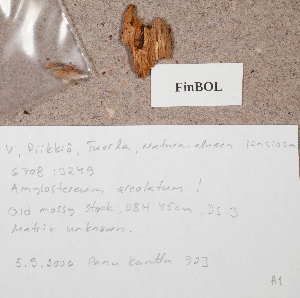 FinBOL
V, Piikkiö, Tuorla, Natura-alueen länsiosa
6708:3249
Amylostereum areolatum!
Old mossy stock, DBH 45cm, DS 3
Matrix unknown.
5.9.2006 Panu Kunttu 923
A1